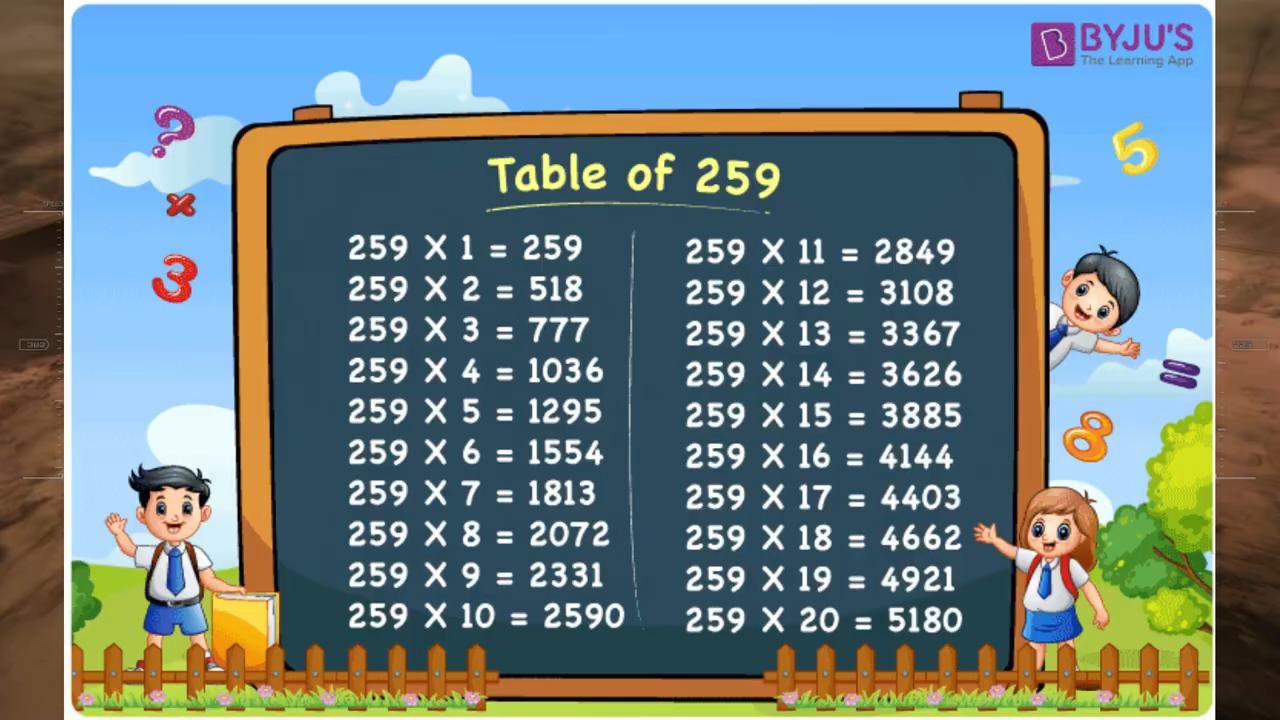 BYJU'S
The Learning App
?
5
x
3
=
8
Table of 259
259 X 1 = 259
259 X 2 = 518
259 X 3 = 777
259 X 4 = 1036
259 X 5 = 1295
259 X 6 = 1554
259 X 7 = 1813
259 X 8 = 2072
259 X 9 = 2331
259 X 10 = 2590
259 X 11 = 2849
259 X 12 = 3108
259 X 13 = 3367
259 X 14 = 3626
259 X 15 = 3885
259 X 16 = 4144
259 X 17 = 4403
259 X 18 = 4662
259 X 19 = 4921
259 X 20 = 5180